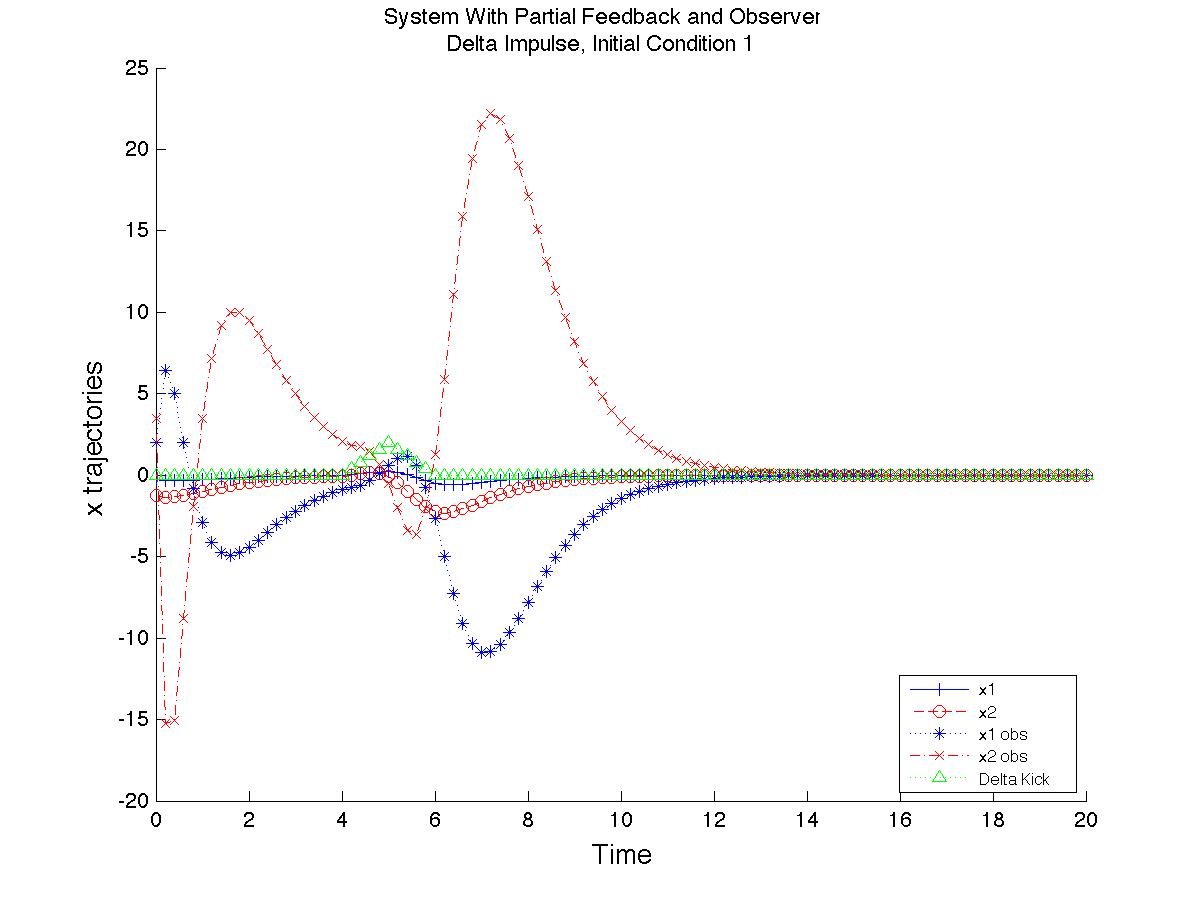 System With Partial Feedback and Observer
Delta Impulse, Initial Condition 1
25
20
15
10
5
0
-5
-10
-15
-20
x trajectories
0 2 4 6 8 10 12 14 16 18 20
Time
x1
x2
x1 obs
x2 obs
Delta Kick